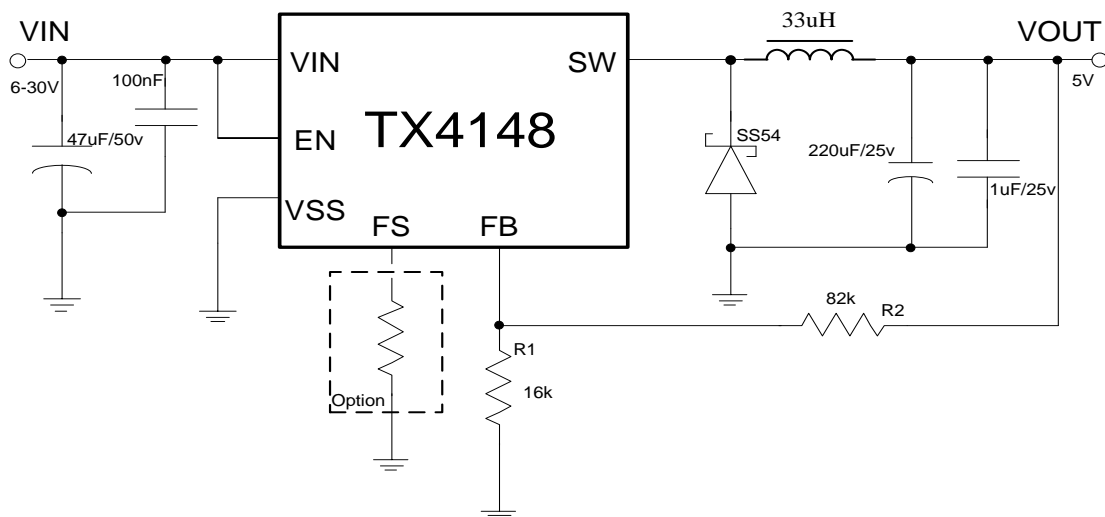 33uH
VIN
VOUT
VIN
SW
6-30V
100nF
5V
TX4148
EN
47uF/50v
SS54
220uF/25v
1uF/25v
VSS
FS
FB
82k
R2
R1
16k
Option